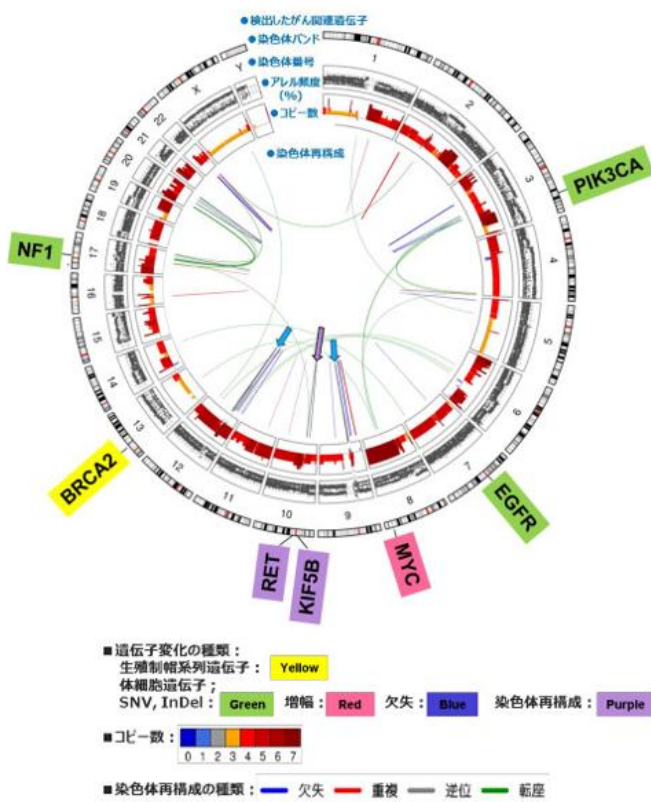 ●検出したがん関連遺伝子
●染色体バンド
●染色体番号
●アレル頻度
(%)
●コピー数
●染色体再構成
1
2
3
4
5
6
7
8
9
10
11
12
13
14
15
16
17
18
19
20
21
22
X
Y
PIK3CA
EGFR
MYC
KIF5B
RET
BRCA2
NF1
■遺伝子変化の種類：
生殖制帽系列遺伝子： Yellow
体細胞遺伝子；
SNV, InDel： Green 増幅： Red 欠失： Blue 染色体再構成： Purple
■コピー数：
0 1 2 3 4 5 6 7
■染色体再構成の種類： 欠失 重複 逆位 転座